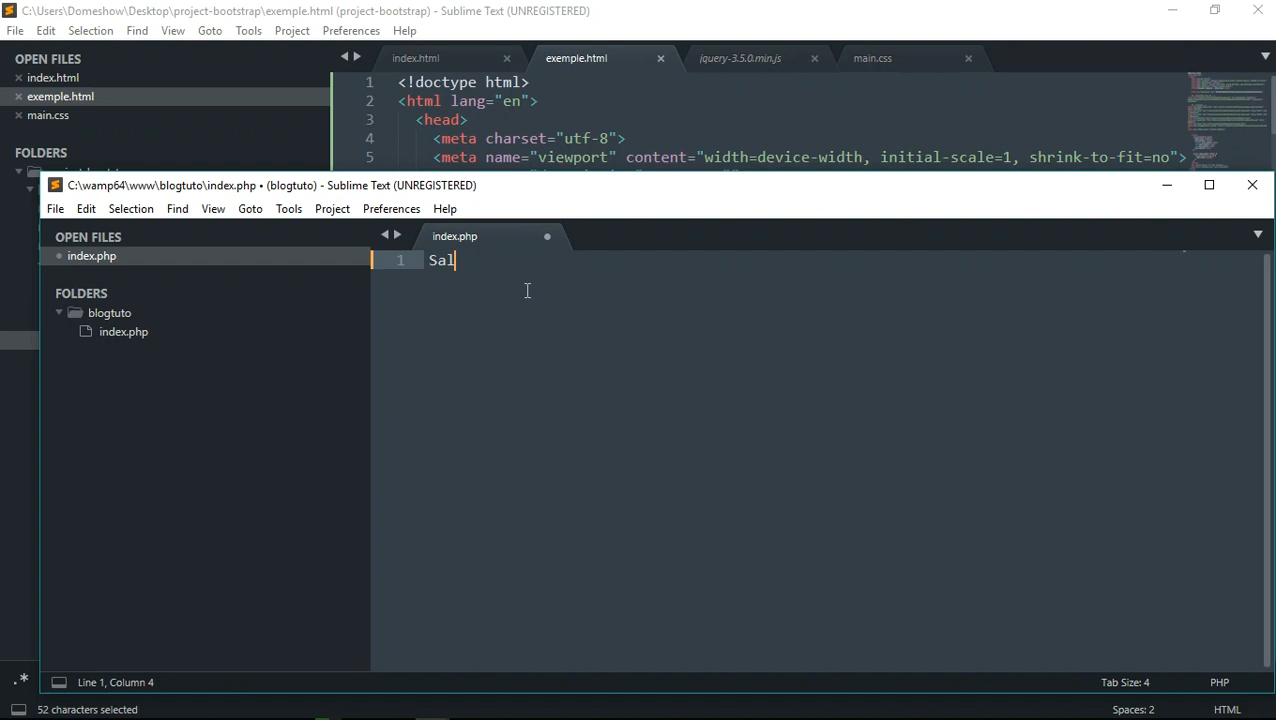 C:\Users\Domeshow\Desktop\project-bootstrap\exemple.html (project-bootstrap) - Sublime Text (UNREGISTERED)
File Edit Selection Find View Goto Tools Project Preferences Help
OPEN FILES
index.html
exemple.html
main.css
FOLDERS
index.html exemple.html jquery-3.5.0.min.js main.css
1 <!doctype html>
2 <html lang="en">
3 <head>
4 <meta charset="utf-8">
5 <meta name="viewport" content="width=device-width, initial-scale=1, shrink-to-fit=no">
C:\wamp64\www\blogtuto\index.php • (blogtuto) - Sublime Text (UNREGISTERED)
File Edit Selection Find View Goto Tools Project Preferences Help
OPEN FILES
index.php
FOLDERS
blogtuto
index.php
index.php
1 Sal
Line 1, Column 4
Tab Size: 4
PHP
.*
52 characters selected
Spaces: 2
HTML